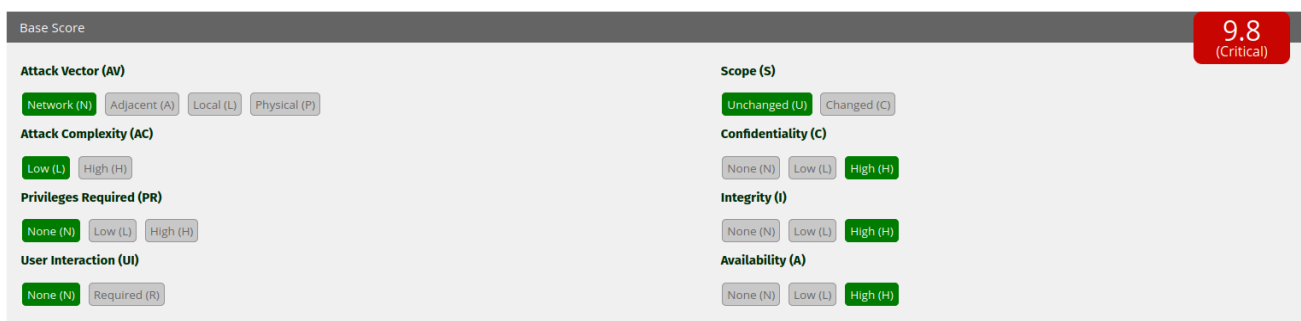 Base Score
9.8
(Critical)
Attack Vector (AV)
Network (N) Adjacent (A) Local (L) Physical (P)
Attack Complexity (AC)
Low (L) High (H)
Privileges Required (PR)
None (N) Low (L) High (H)
User Interaction (UI)
None (N) Required (R)
Scope (S)
Unchanged (U) Changed (C)
Confidentiality (C)
None (N) Low (L) High (H)
Integrity (I)
None (N) Low (L) High (H)
Availability (A)
None (N) Low (L) High (H)